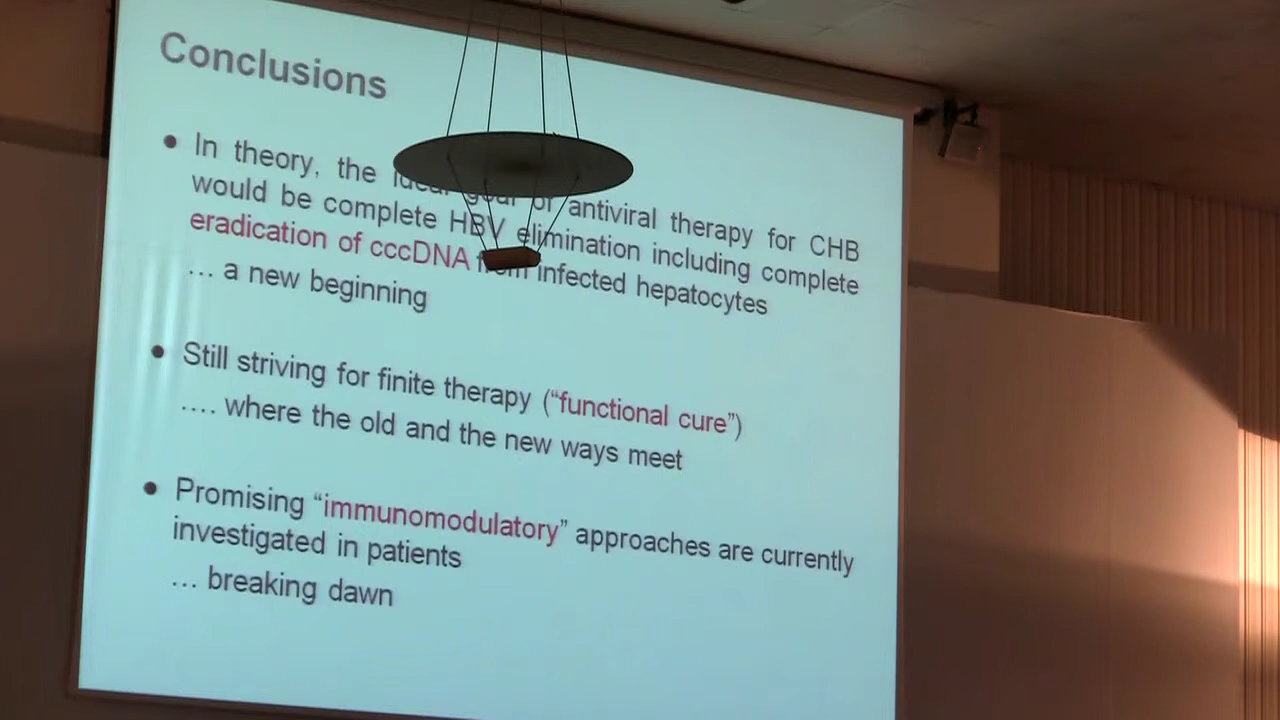 Conclusions
• In theory, the ideal goal of antiviral therapy for CHB
would be complete HBV elimination including complete
eradication of cccDNA from infected hepatocytes
... a new beginning
• Still striving for finite therapy (“functional cure”)
.... where the old and the new ways meet
• Promising “immunomodulatory” approaches are currently
investigated in patients
... breaking dawn